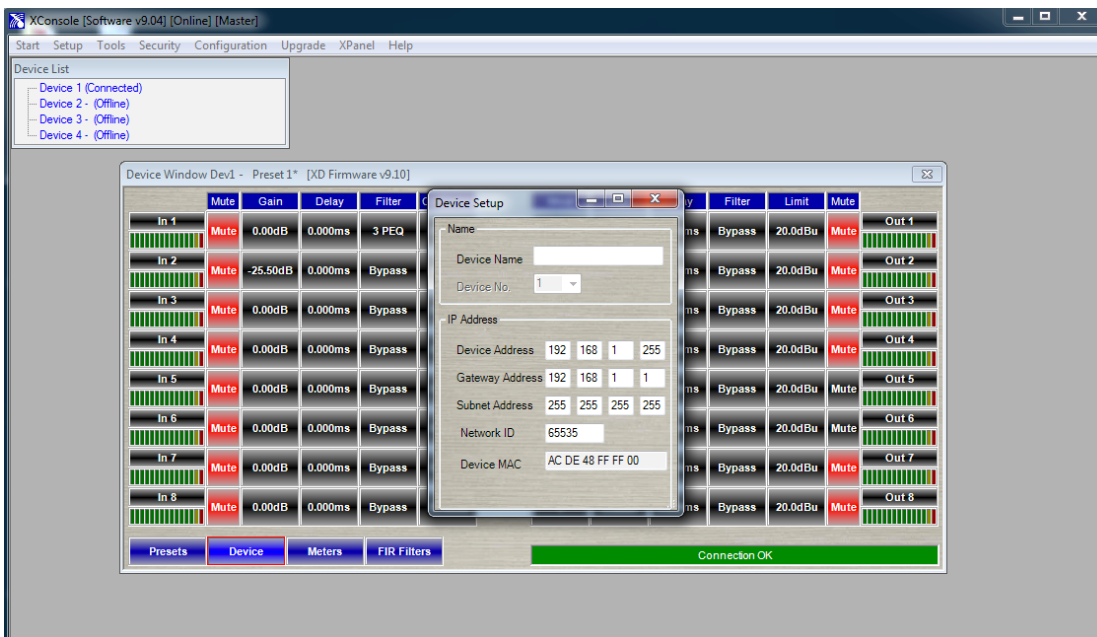 XConsole [Software v9.04] [Online] [Master]
Start Setup Tools Security Configuration Upgrade XPanel Help
Device List
Device 1 (Connected)
Device 2 - (Offline)
Device 3 - (Offline)
Device 4 - (Offline)
Device Window Dev1 - Preset 1* [XD Firmware v9.10]
Mute Gain Delay Filter Filter Limit Mute
In 1 Mute 0.00dB 0.000ms 3 PEQ ms Bypass 20.0dBu Mute Out 1
In 2 Mute -25.50dB 0.000ms Bypass ms Bypass 20.0dBu Mute Out 2
In 3 Mute 0.00dB 0.000ms Bypass ms Bypass 20.0dBu Mute Out 3
In 4 Mute 0.00dB 0.000ms Bypass ms Bypass 20.0dBu Mute Out 4
In 5 Mute 0.00dB 0.000ms Bypass ms Bypass 20.0dBu Mute Out 5
In 6 Mute 0.00dB 0.000ms Bypass ms Bypass 20.0dBu Mute Out 6
In 7 Mute 0.00dB 0.000ms Bypass ms Bypass 20.0dBu Mute Out 7
In 8 Mute 0.00dB 0.000ms Bypass ms Bypass 20.0dBu Mute Out 8
Device Setup
Name
Device Name
Device No. 1
IP Address
Device Address 192 168 1 255
Gateway Address 192 168 1 1
Subnet Address 255 255 255 255
Network ID 65535
Device MAC AC DE 48 FF FF 00
Presets Device Meters FIR Filters
Connection OK